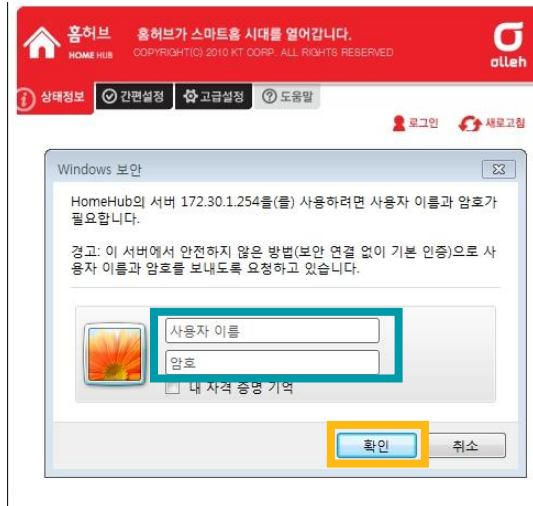 홈허브
HOME HUB
홈허브가 스마트홈 시대를 열어갑니다.
COPYRIGHT(C) 2010 KT CORP. ALL RIGHTS RESERVED
olleh
상태정보 간편설정 고급설정 도움말
로그인 새로고침
Windows 보안
HomeHub의 서버 172.30.1.254을(를) 사용하려면 사용자 이름과 암호가
필요합니다.
경고: 이 서버에서 안전하지 않은 방법(보안 연결 없이 기본 인증)으로 사
용자 이름과 암호를 보내도록 요청하고 있습니다.
사용자 이름
암호
내 자격 증명 기억
확인 취소